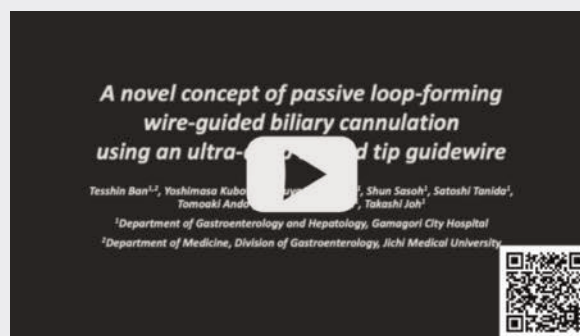 A novel concept of passive loop-forming
wire-guided biliary cannulation
using an tip guidewire
Tesshin Ban¹,², Yoshimasa Shun Sasoh¹, Satoshi Tanida¹,
Tomoaki Ando Takashi Joh¹
¹Department of Gastroenterology and Hepatology, Gamagori City Hospital
²Department of Medicine, Division of Gastroenterology, Jichi Medical University